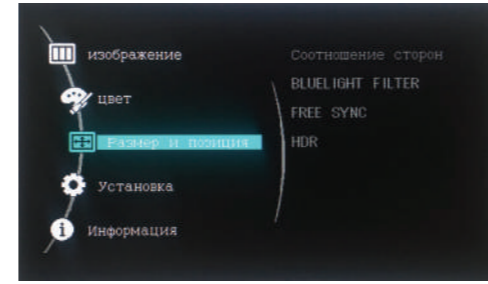 изображение
цвет
Размер и позиция
Установка
Информация
Соотношение сторон
BLUELIGHT FILTER
FREE SYNC
HDR